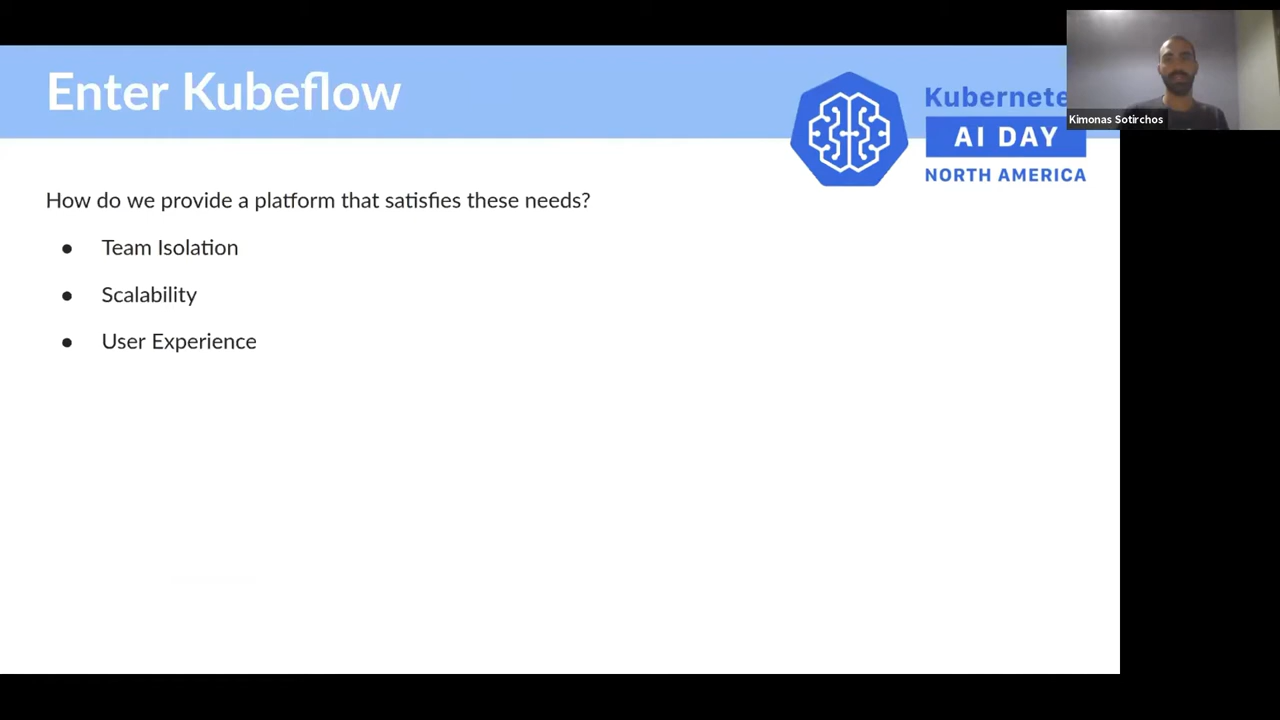 Enter Kubeflow
Kubernete
AI DAY
NORTH AMERICA
Kimonas Sotirchos
How do we provide a platform that satisfies these needs?
● Team Isolation
● Scalability
● User Experience